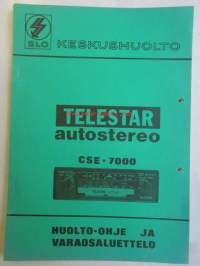 SLO
KESKUSHUOLTO
TELESTAR
autostereo
CSE-7000
HUOLTO-OHJE JA
VARAOSALUETTELO